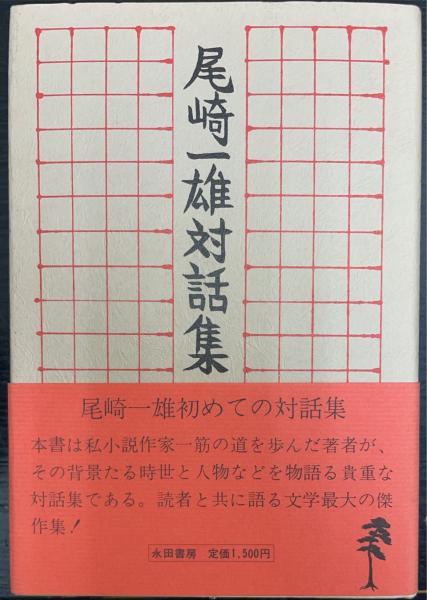 尾崎一雄対話集
尾崎一雄初めての対話集
本書は私小説作家一筋の道を歩んだ著者が、
その背景たる時世と人物などを物語る貴重な
対話集である。読者と共に語る文学最大の傑
作集!
永田書房 定価1,500円